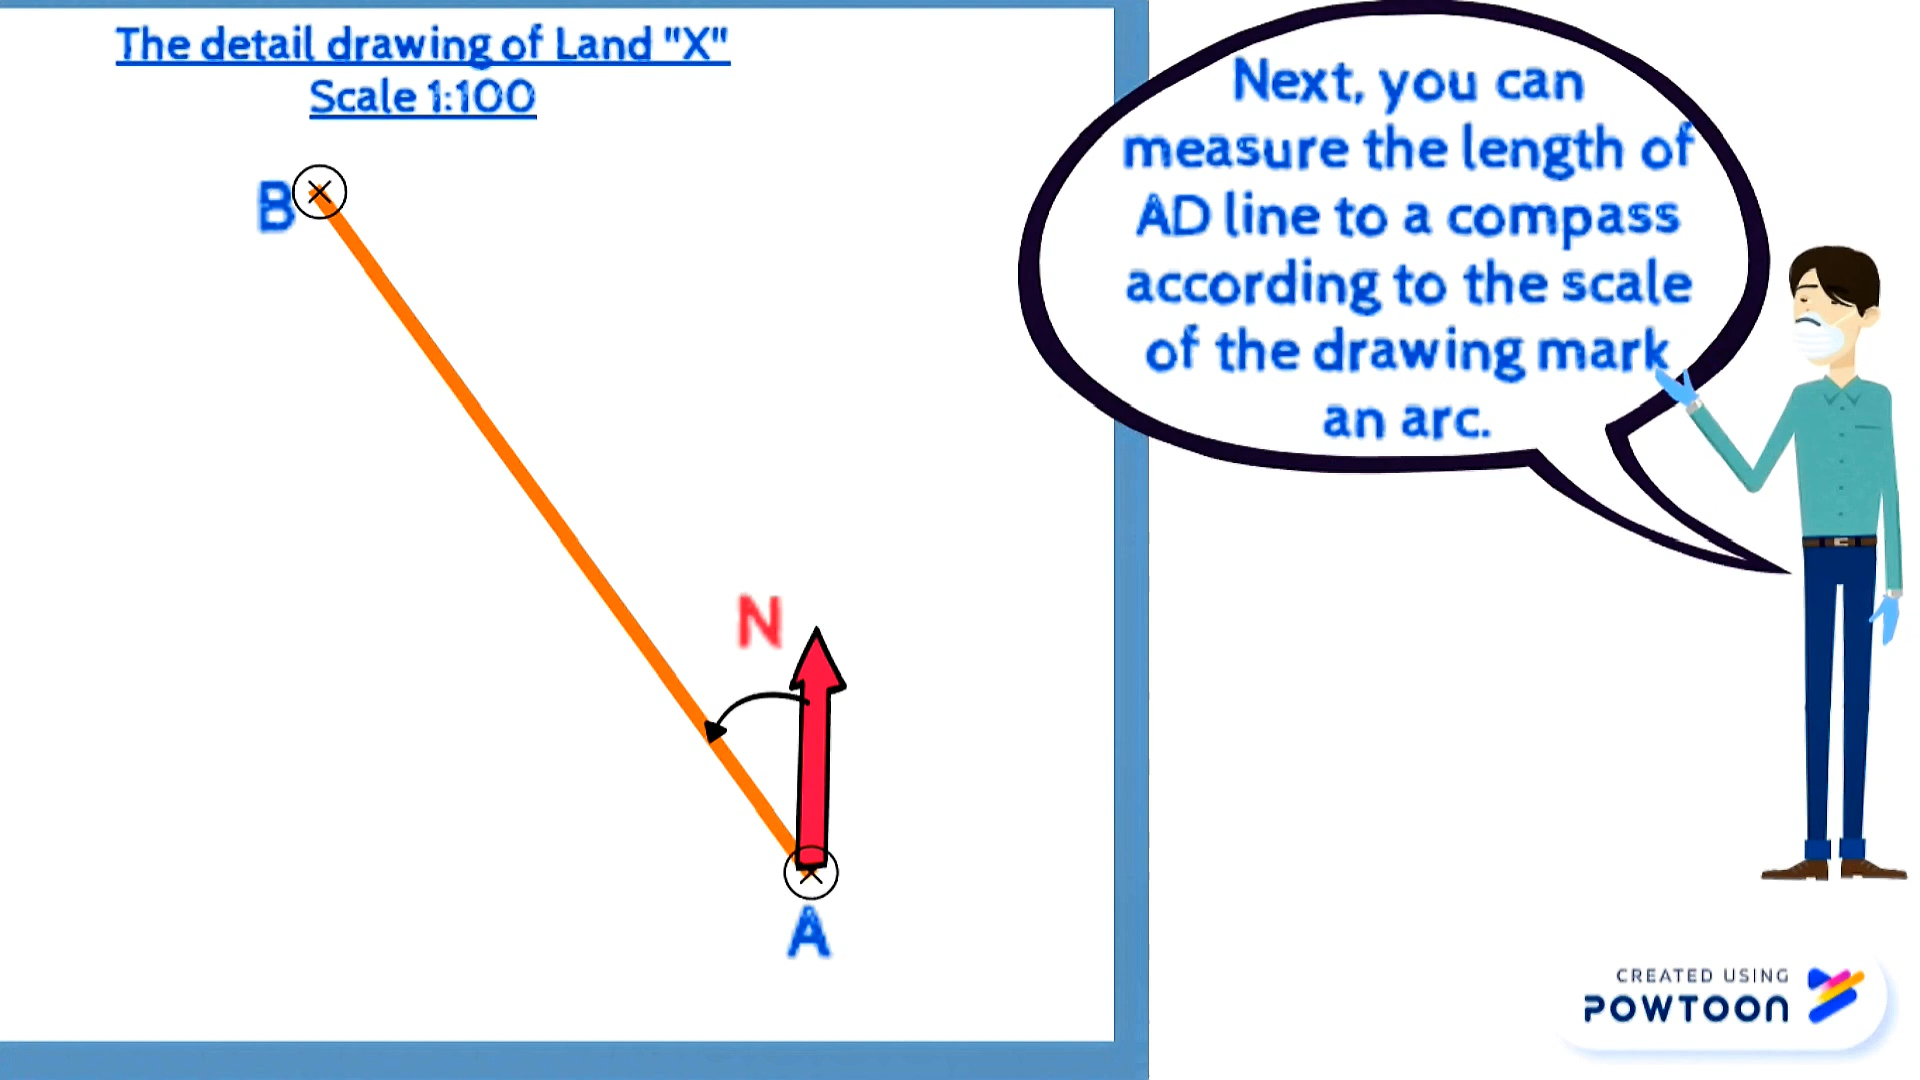 The detail drawing of Land "X"
Scale 1:100
B
N
A
Next, you can
measure the length of
AD line to a compass
according to the scale
of the drawing mark
an arc.
CREATED USING
POWTOON